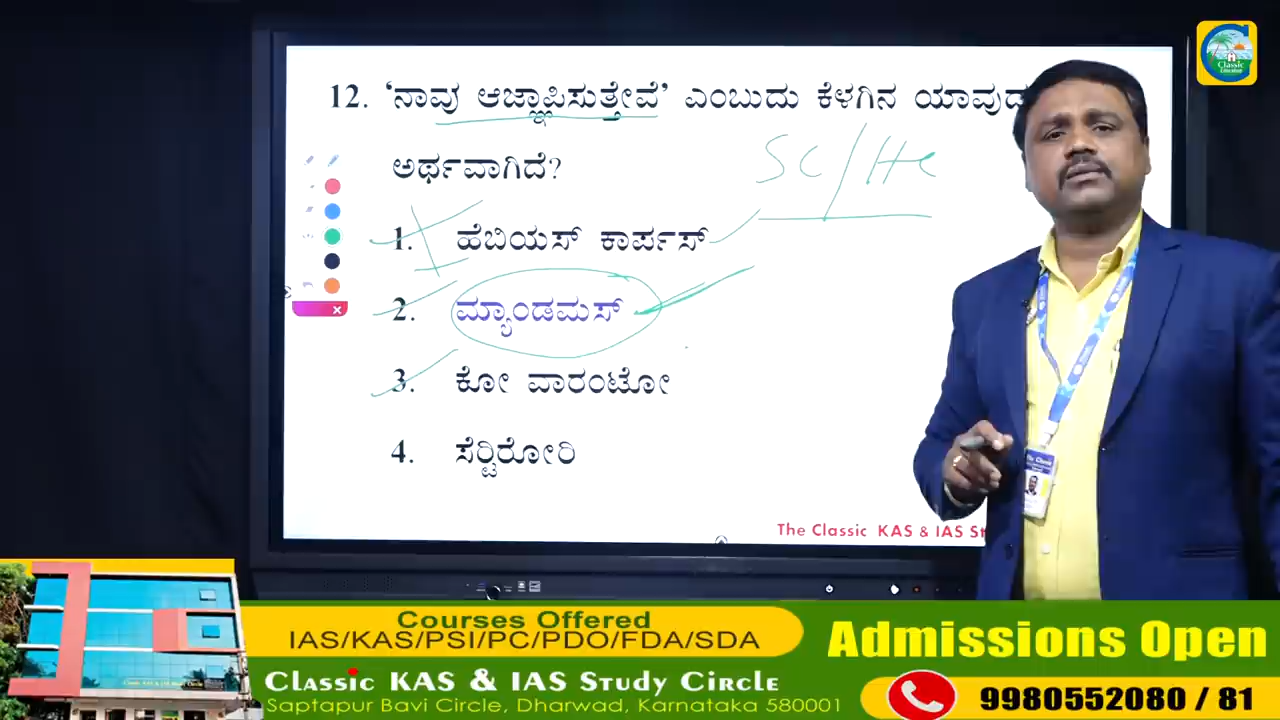 12. ‘ನಾವು ಆಜ್ಞಾಪಿಸುತ್ತೇವೆ’ ಎಂಬುದು ಕೆಳಗಿನ
ಅರ್ಥವಾಗಿದೆ?
SC/HC
1. ಹೆಬಿಯಸ್ ಕಾರ್ಪಸ್
2. ಮ್ಯಾಂಡಮಸ್
3. ಕೋ ವಾರಂಟೋ
4. ಸೆರ‍್ಟಿರೋರಿ
The Classic KAS & IAS
Classic
Courses Offered
IAS/KAS/PSI/PC/PDO/FDA/SDA
Classic KAS & IAS Study Circle
Saptapur Bavi Circle, Dharwad, Karnataka 580001
Admissions Open
9980552080 / 81